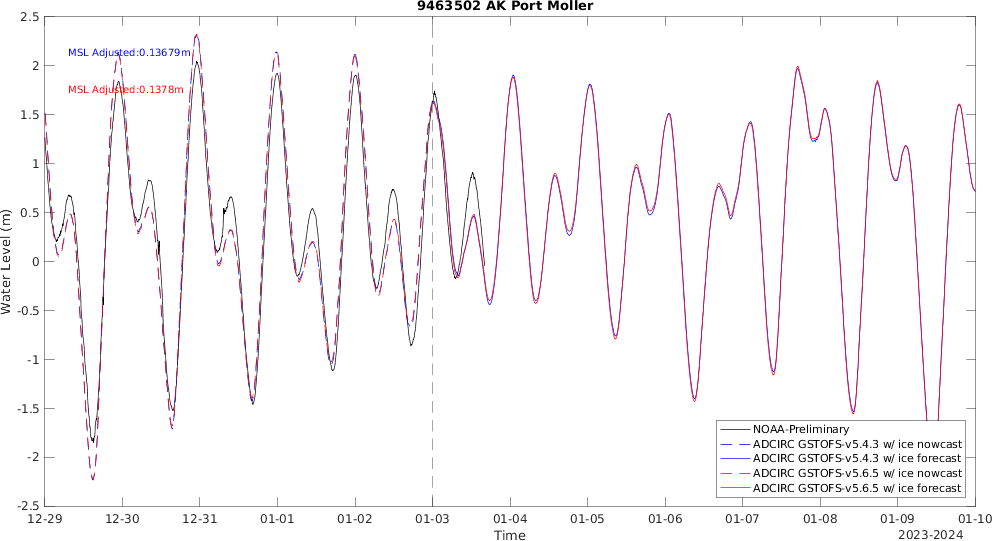 9463502 AK Port Moller
MSL Adjusted:0.13679m
MSL Adjusted:0.1378m
Water Level (m)
2.5
2
1.5
1
0.5
0
-0.5
-1
-1.5
-2
-2.5
NOAA-Preliminary
ADCIRC GSTOFS-v5.4.3 w/ ice nowcast
ADCIRC GSTOFS-v5.4.3 w/ ice forecast
ADCIRC GSTOFS-v5.6.5 w/ ice nowcast
ADCIRC GSTOFS-v5.6.5 w/ ice forecast
12-29 12-30 12-31 01-01 01-02 01-03 01-04 01-05 01-06 01-07 01-08 01-09 01-10
Time
2023-2024